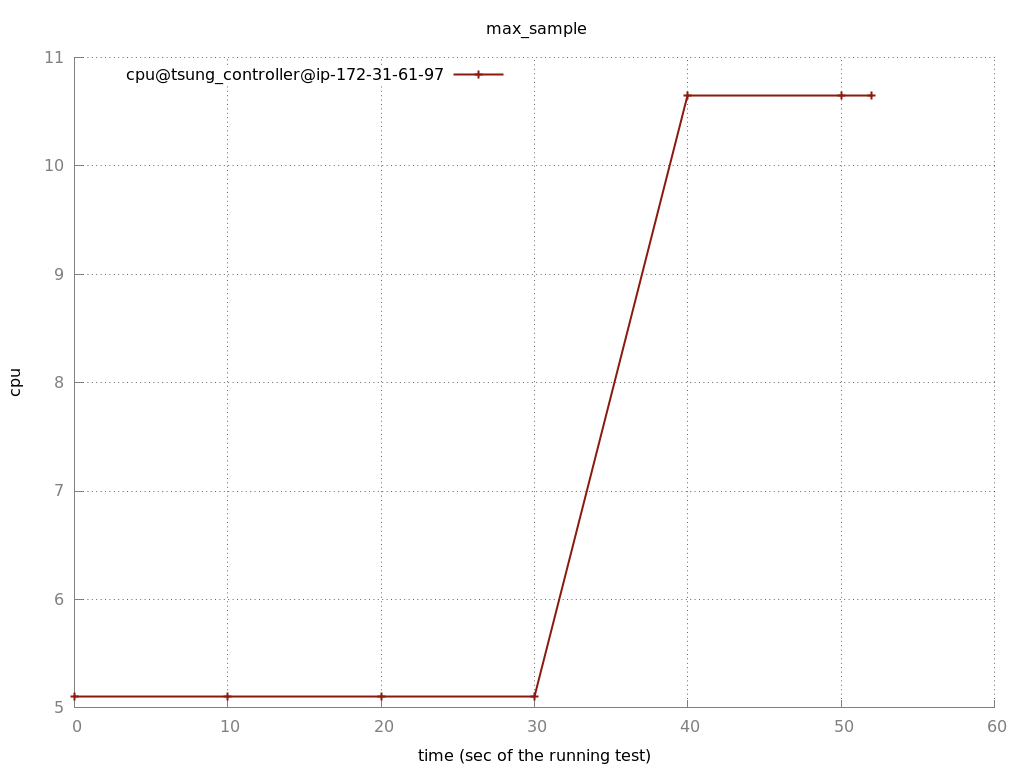 max_sample
cpu@tsung_controller@ip-172-31-61-97
11
10
9
8
7
6
5
cpu
0 10 20 30 40 50 60
time (sec of the running test)